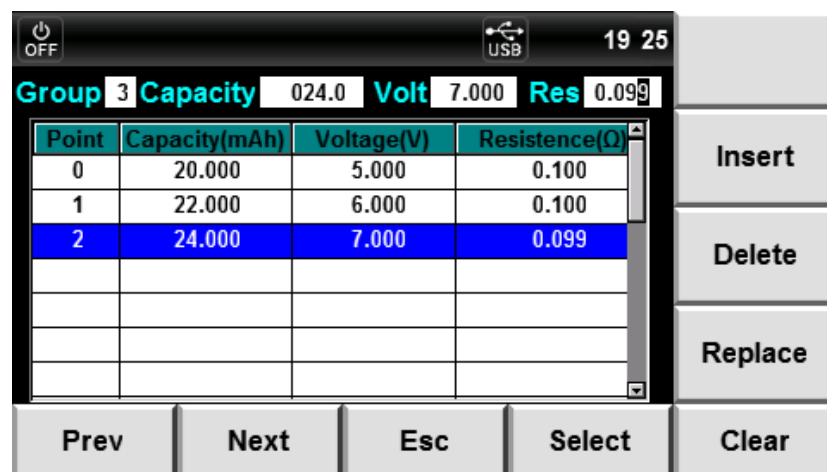 OFF USB 19 25
Group 3 Capacity 024.0 Volt 7.000 Res 0.099
Point Capacity(mAh) Voltage(V) Resistence(Ω)
0 20.000 5.000 0.100
1 22.000 6.000 0.100
2 24.000 7.000 0.099
Insert
Delete
Replace
Prev Next Esc Select Clear